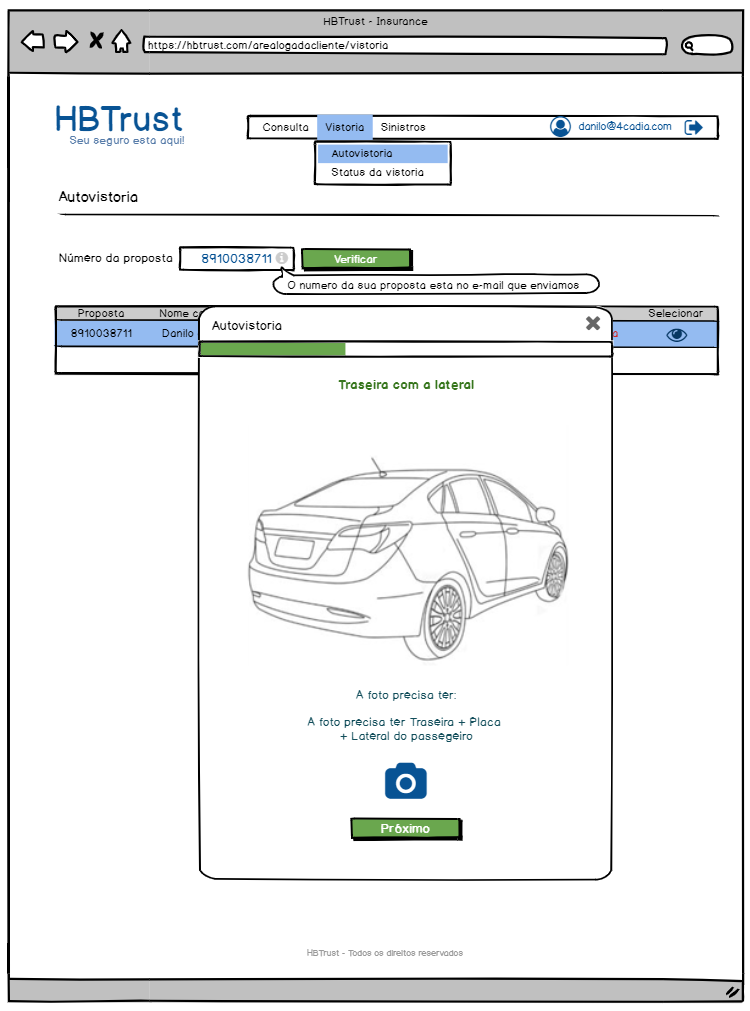 HBTrust - Insurance
https://hbtrust.com/arealogadacliente/vistoria
HBTrust
Seu seguro esta aqui!
Consulta Vistoria Sinistros danilo@4cadia.com
Autovistoria
Status da vistoria
Autovistoria
Número da proposta 8910038711 Verificar
O numero da sua proposta esta no e-mail que enviamos
Proposta Nome Selecionar
8910038711 Danilo
Autovistoria
Traseira com a lateral
A foto precisa ter:
A foto precisa ter Traseira + Placa
+ Lateral do passegeiro
Próximo
HBTrust - Todos os direitos reservados